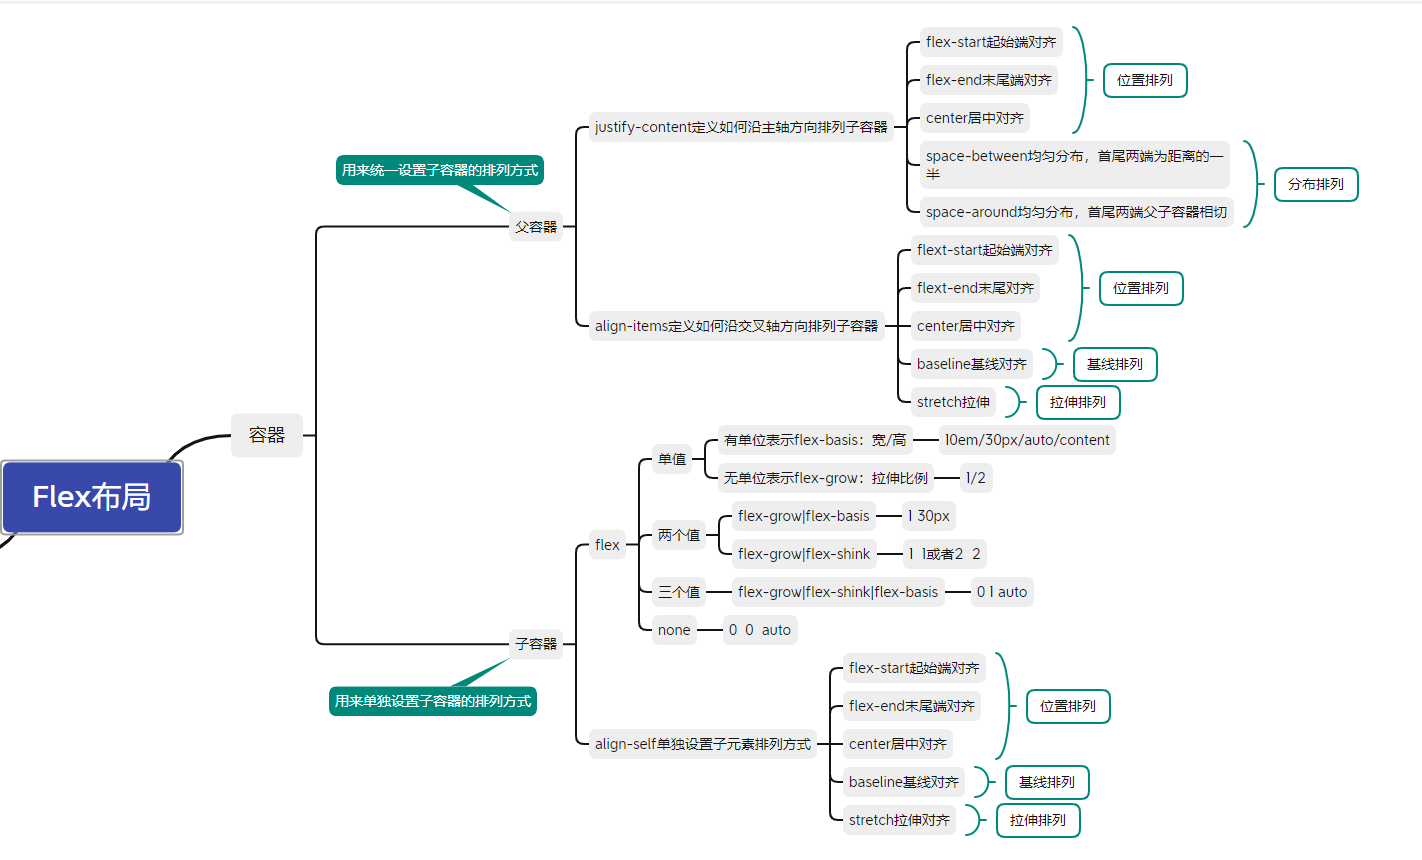 Flex布局
容器
用来统一设置子容器的排列方式
父容器
justify-content定义如何沿主轴方向排列子容器
flex-start起始端对齐
flex-end末尾端对齐
center居中对齐
位置排列
space-between均匀分布，首尾两端为距离的一
半
space-around均匀分布，首尾两端父子容器相切
分布排列
align-items定义如何沿交叉轴方向排列子容器
flext-start起始端对齐
flext-end末尾对齐
center居中对齐
位置排列
baseline基线对齐
基线排列
stretch拉伸
拉伸排列
子容器
用来单独设置子容器的排列方式
flex
单值
有单位表示flex-basis：宽/高
10em/30px/auto/content
无单位表示flex-grow：拉伸比例
1/2
两个值
flex-grow|flex-basis
1 30px
flex-grow|flex-shink
1 1或者2 2
三个值
flex-grow|flex-shink|flex-basis
0 1 auto
none
0 0 auto
align-self单独设置子元素排列方式
flex-start起始端对齐
flex-end末尾端对齐
center居中对齐
位置排列
baseline基线对齐
基线排列
stretch拉伸对齐
拉伸排列